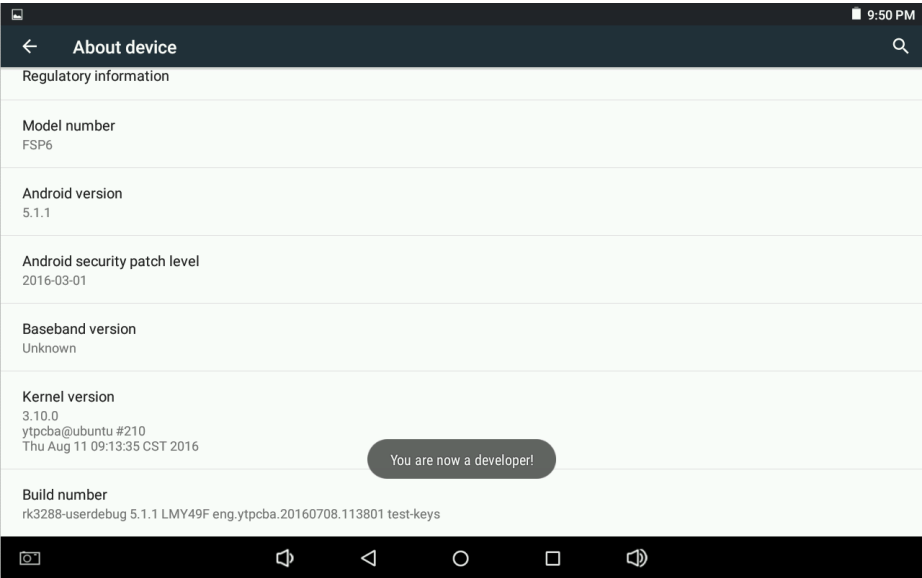 9:50 PM
About device
Regulatory information
Model number
FSP6
Android version
5.1.1
Android security patch level
2016-03-01
Baseband version
Unknown
Kernel version
3.10.0
ytpcba@ubuntu #210
Thu Aug 11 09:13:35 CST 2016
You are now a developer!
Build number
rk3288-userdebug 5.1.1 LMY49F eng.ytpcba.20160708.113801 test-keys